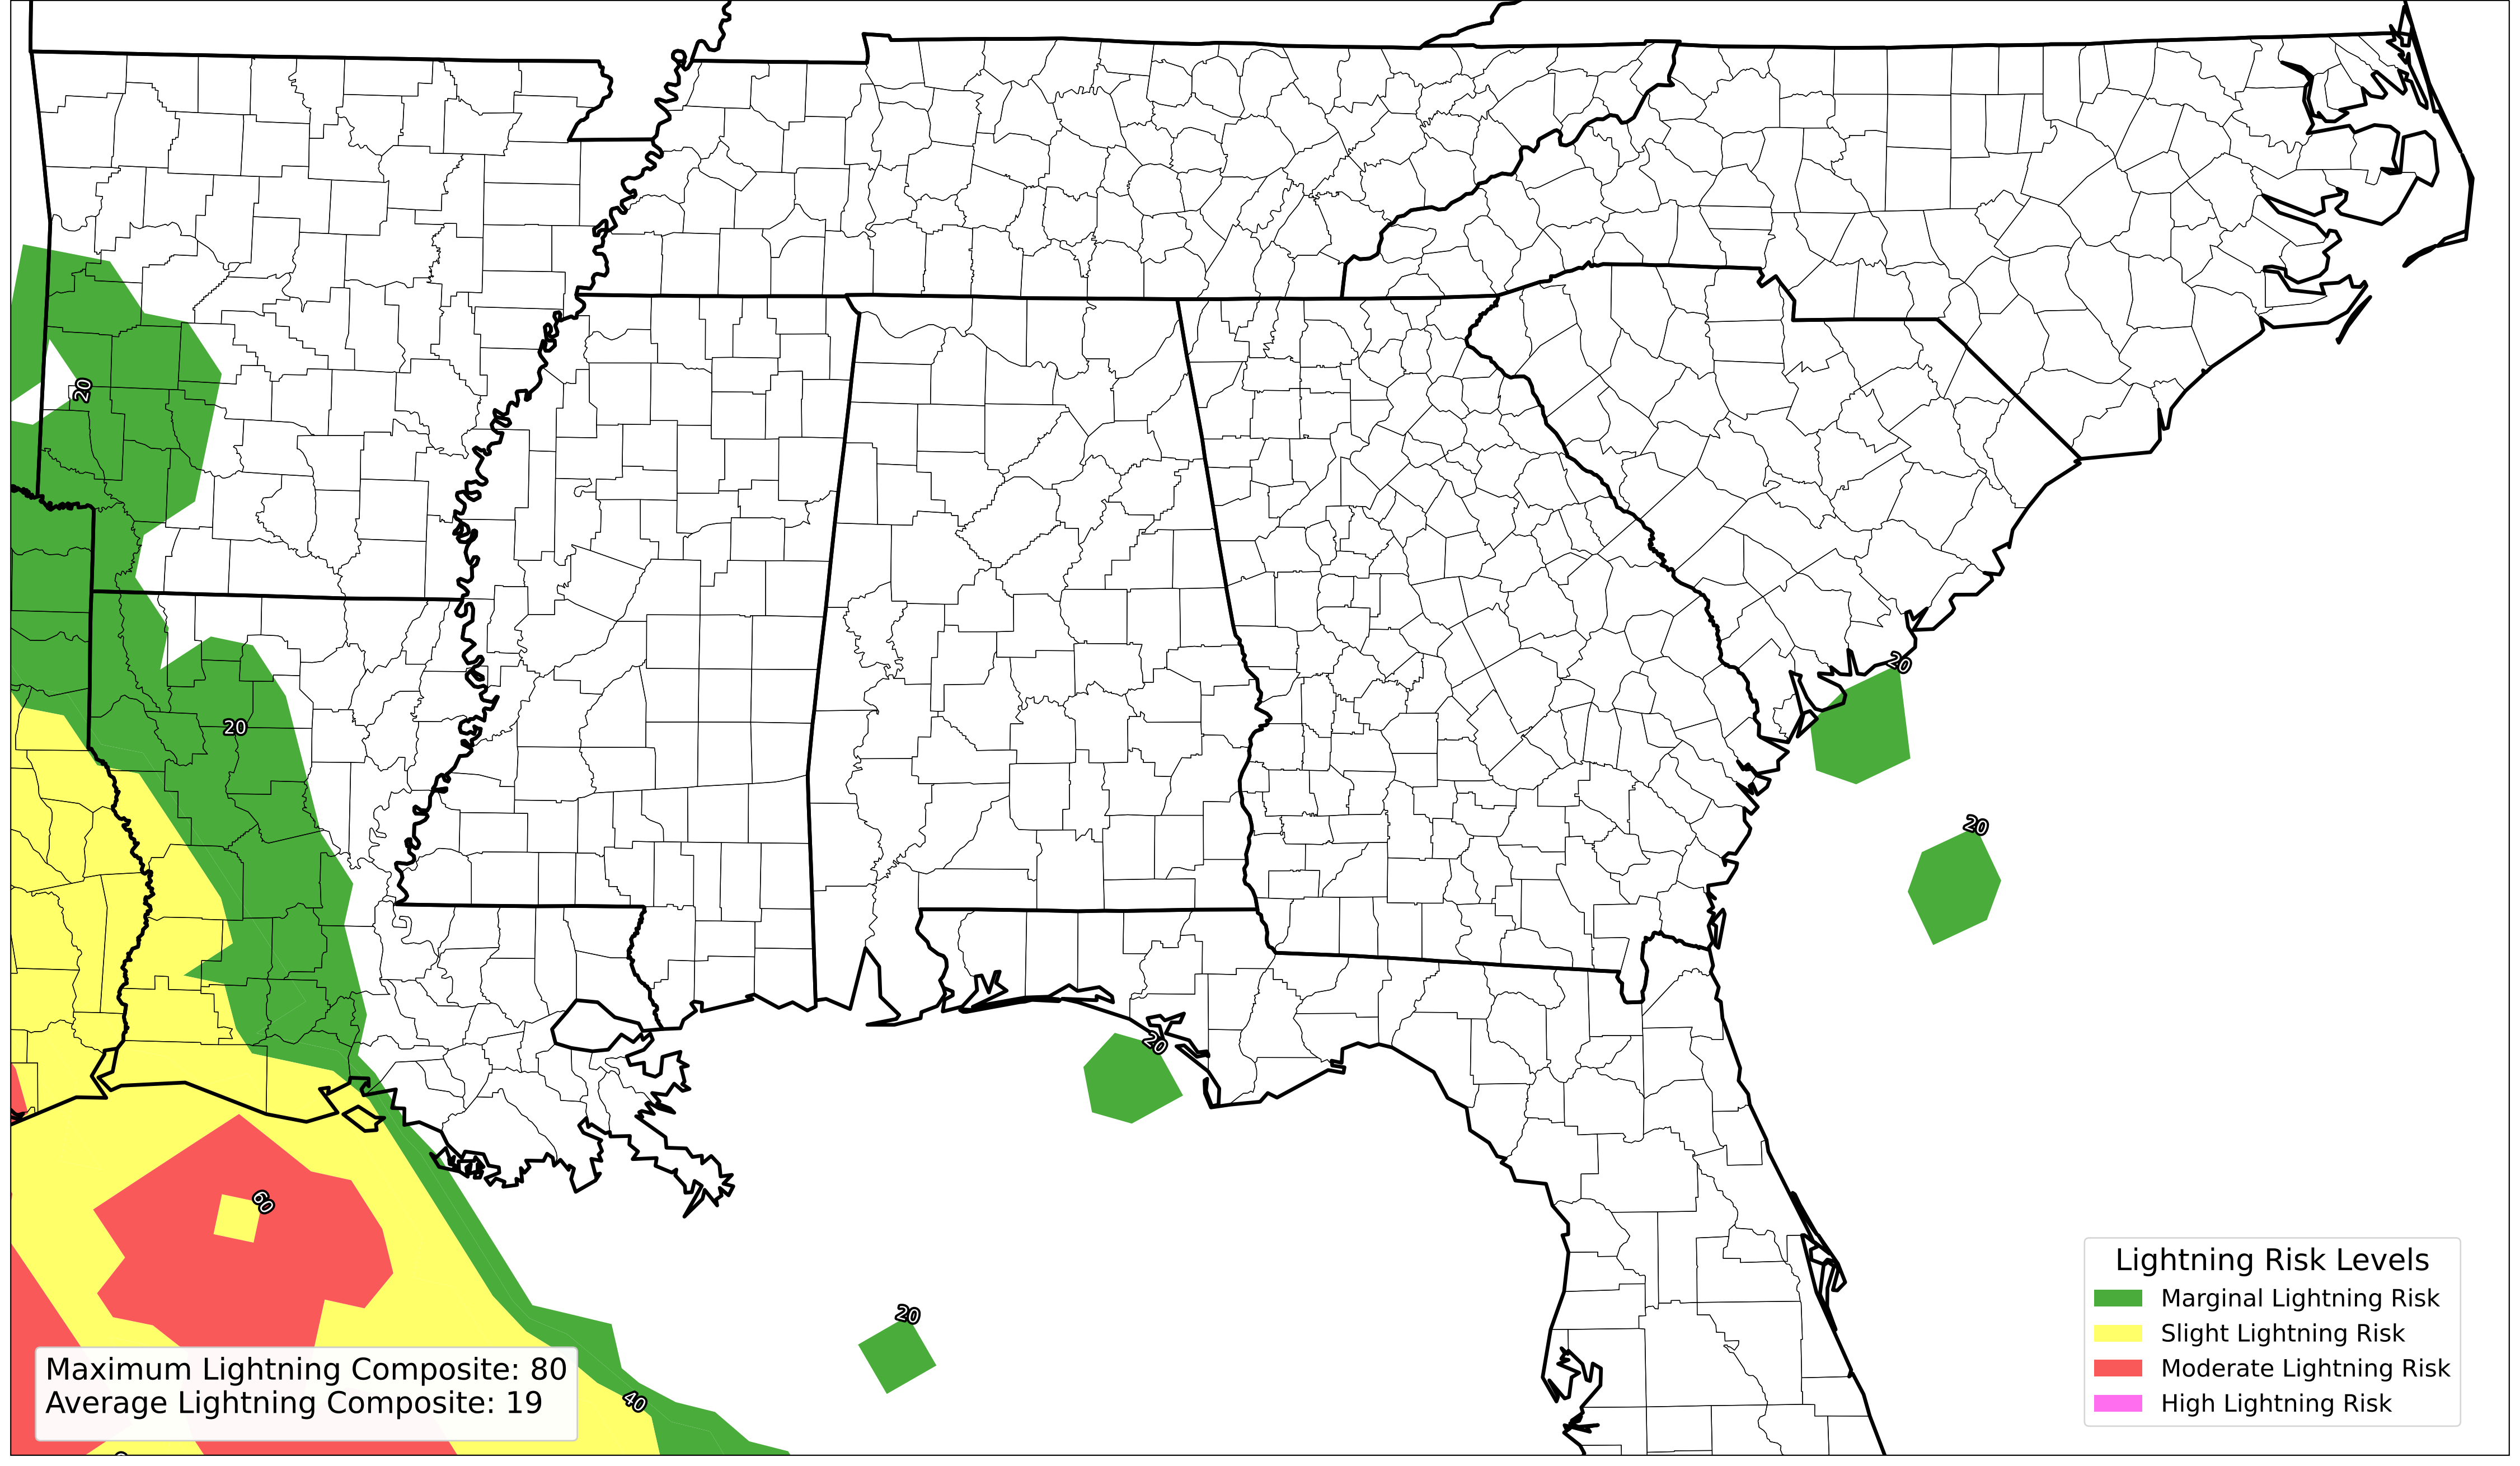 20
20
20
20
20
20
60
40
Maximum Lightning Composite: 80
Average Lightning Composite: 19
Lightning Risk Levels
Marginal Lightning Risk
Slight Lightning Risk
Moderate Lightning Risk
High Lightning Risk